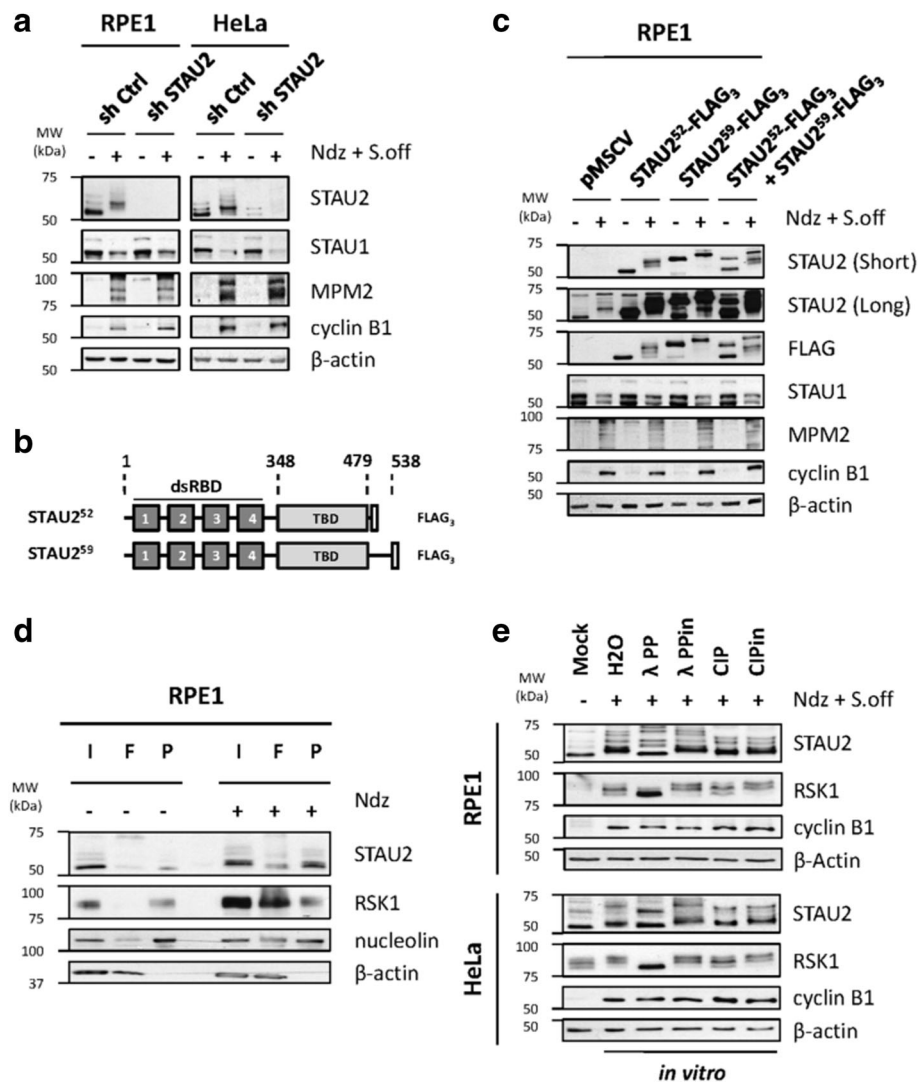 a
RPE1 HeLa
sh Ctrl sh STAU2 sh Ctrl sh STAU2
MW (kDa)
- + - + - + - + Ndz + S.off
75
50
STAU2
50
STAU1
100
75
MPM2
50
cyclin B1
50
β-actin
b
1 348 479 538
dsRBD
STAU2⁵² 1 2 3 4 TBD FLAG₃
STAU2⁵⁹ 1 2 3 4 TBD FLAG₃
c
RPE1
pMSCV STAU2⁵²-FLAG₃ STAU2⁵⁹-FLAG₃ STAU2⁵²-FLAG₃ + STAU2⁵⁹-FLAG₃
MW (kDa)
- + - + - + - + Ndz + S.off
75
50
STAU2 (Short)
75
50
STAU2 (Long)
75
50
FLAG
50
STAU1
100
75
MPM2
50
cyclin B1
50
β-actin
d
RPE1
I F P I F P
MW (kDa)
- - - + + + Ndz
75
50
STAU2
100
75
RSK1
100
nucleolin
37
β-actin
e
Mock H2O λ PP λ PPin CIP CIPin
MW (kDa)
- + + + + + Ndz + S.off
RPE1
75
50
STAU2
100
75
RSK1
50
cyclin B1
50
β-Actin
HeLa
75
50
STAU2
100
75
RSK1
50
cyclin B1
50
β-actin
in vitro